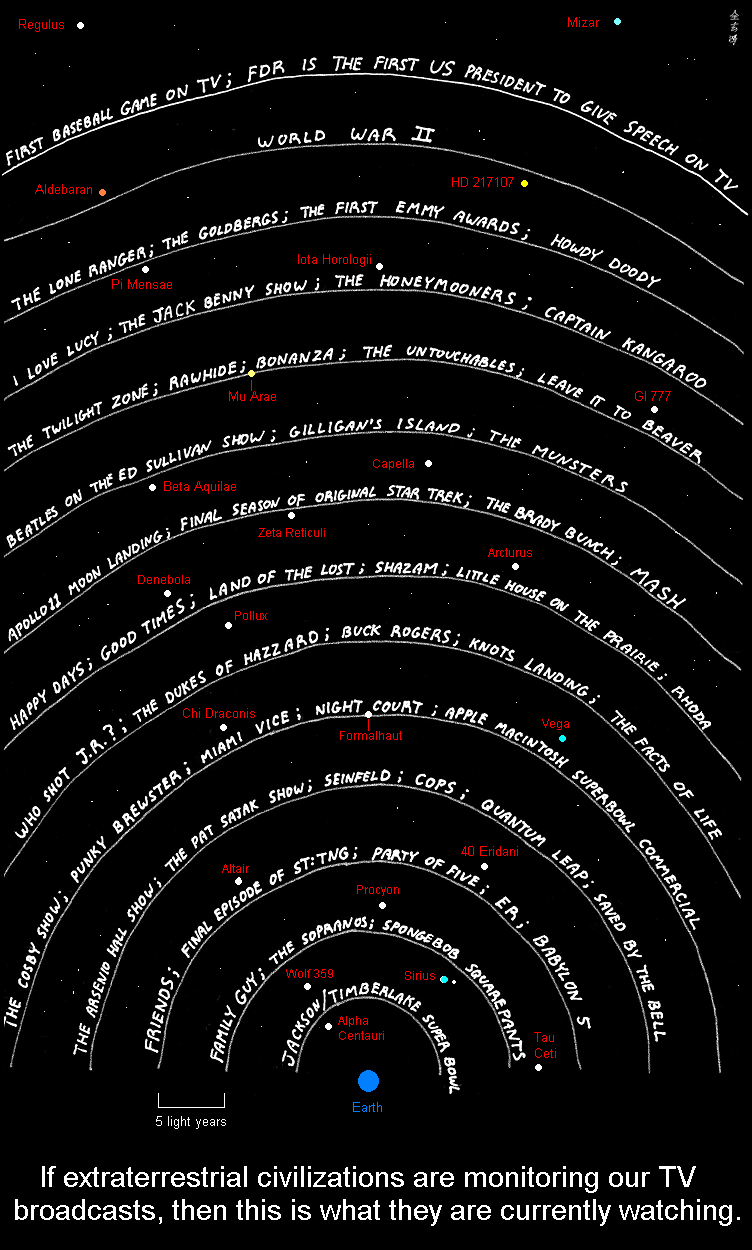 Regulus
Mizar
FIRST BASEBALL GAME ON TV; FDR IS THE FIRST US PRESIDENT TO GIVE SPEECH ON TV
WORLD WAR II
Aldebaran
HD 217107
THE LONE RANGER; THE GOLDBERGS; THE FIRST EMMY AWARDS; HOWDY DOODY
Iota Horologii
Pi Mensae
I LOVE LUCY; THE JACK BENNY SHOW; THE HONEYMOONERS; CAPTAIN KANGAROO
THE TWILIGHT ZONE; RAWHIDE; BONANZA; THE UNTOUCHABLES; LEAVE IT TO BEAVER
Mu Arae
Gl 777
BEATLES ON THE ED SULLIVAN SHOW; GILLIGAN'S ISLAND; THE MUNSTERS
Capella
Beta Aquilae
APOLLO 11 MOON LANDING; FINAL SEASON OF ORIGINAL STAR TREK; THE BRADY BUNCH; MASH
Zeta Reticuli
Arcturus
Denebola
HAPPY DAYS; GOOD TIMES; LAND OF THE LOST; SHAZAM; LITTLE HOUSE ON THE PRAIRIE; RHODA
Pollux
WHO SHOT J.R.?; THE DUKES OF HAZZARD; BUCK ROGERS; KNOTS LANDING; THE FACTS OF LIFE
Chi Draconis
Formalhaut
Vega
THE COSBY SHOW; PUNKY BREWSTER; MIAMI VICE; NIGHT COURT; APPLE MACINTOSH SUPERBOWL COMMERCIAL
THE ARSENIO HALL SHOW; THE PAT SAJAK SHOW; SEINFELD; COPS; QUANTUM LEAP; SAVED BY THE BELL
Altair
40 Eridani
FRIENDS; FINAL EPISODE OF ST:TNG; PARTY OF FIVE; ER; BABYLON 5
Procyon
FAMILY GUY; THE SOPRANOS; SPONGEBOB SQUAREPANTS
Wolf 359
Sirius
JACKSON/TIMBERLAKE SUPER BOWL
Alpha
Centauri
Tau
Ceti
Earth
5 light years
If extraterrestrial civilizations are monitoring our TV
broadcasts, then this is what they are currently watching.